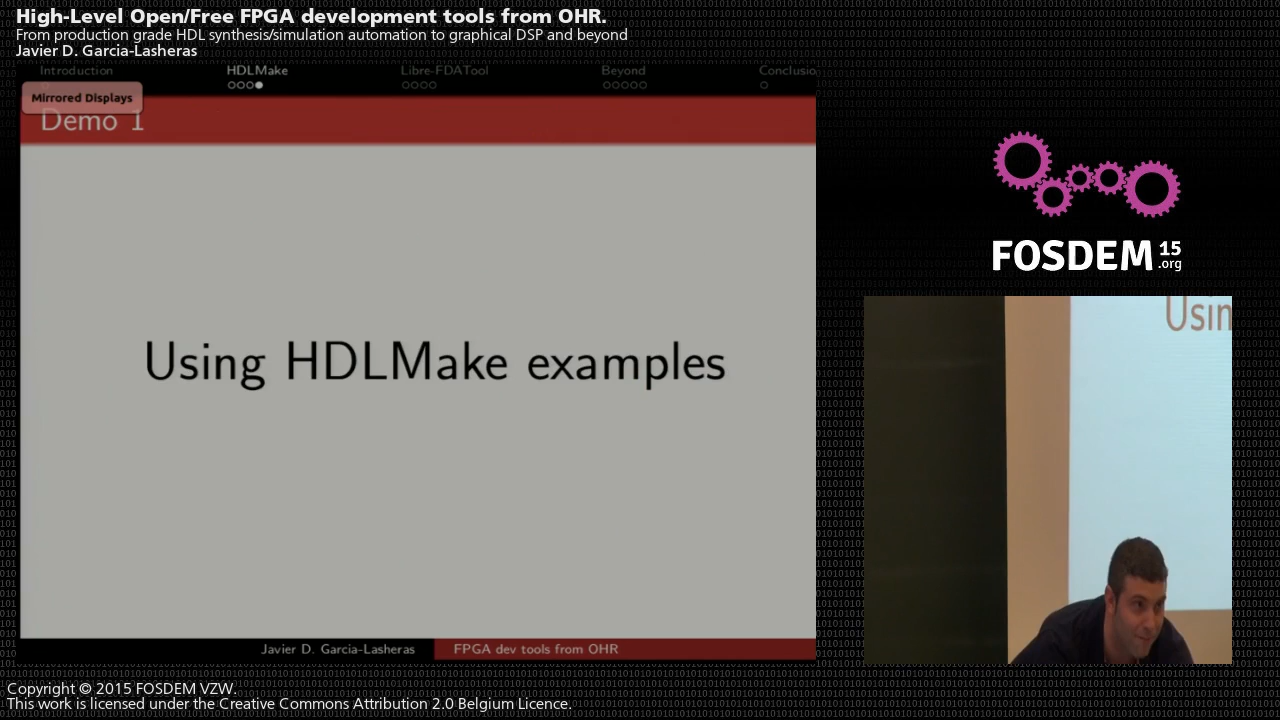 High-Level Open/Free FPGA development tools from OHR.
From production grade HDL synthesis/simulation automation to graphical DSP and beyond
Javier D. Garcia-Lasheras
Introduction HDLMake Libre-FDATool Beyond Conclusio
Mirrored Displays
Demo 1
Using HDLMake examples
Javier D. Garcia-Lasheras FPGA dev tools from OHR
FOSDEM 15
.org
Usin
Copyright © 2015 FOSDEM VZW.
This work is licensed under the Creative Commons Attribution 2.0 Belgium Licence.